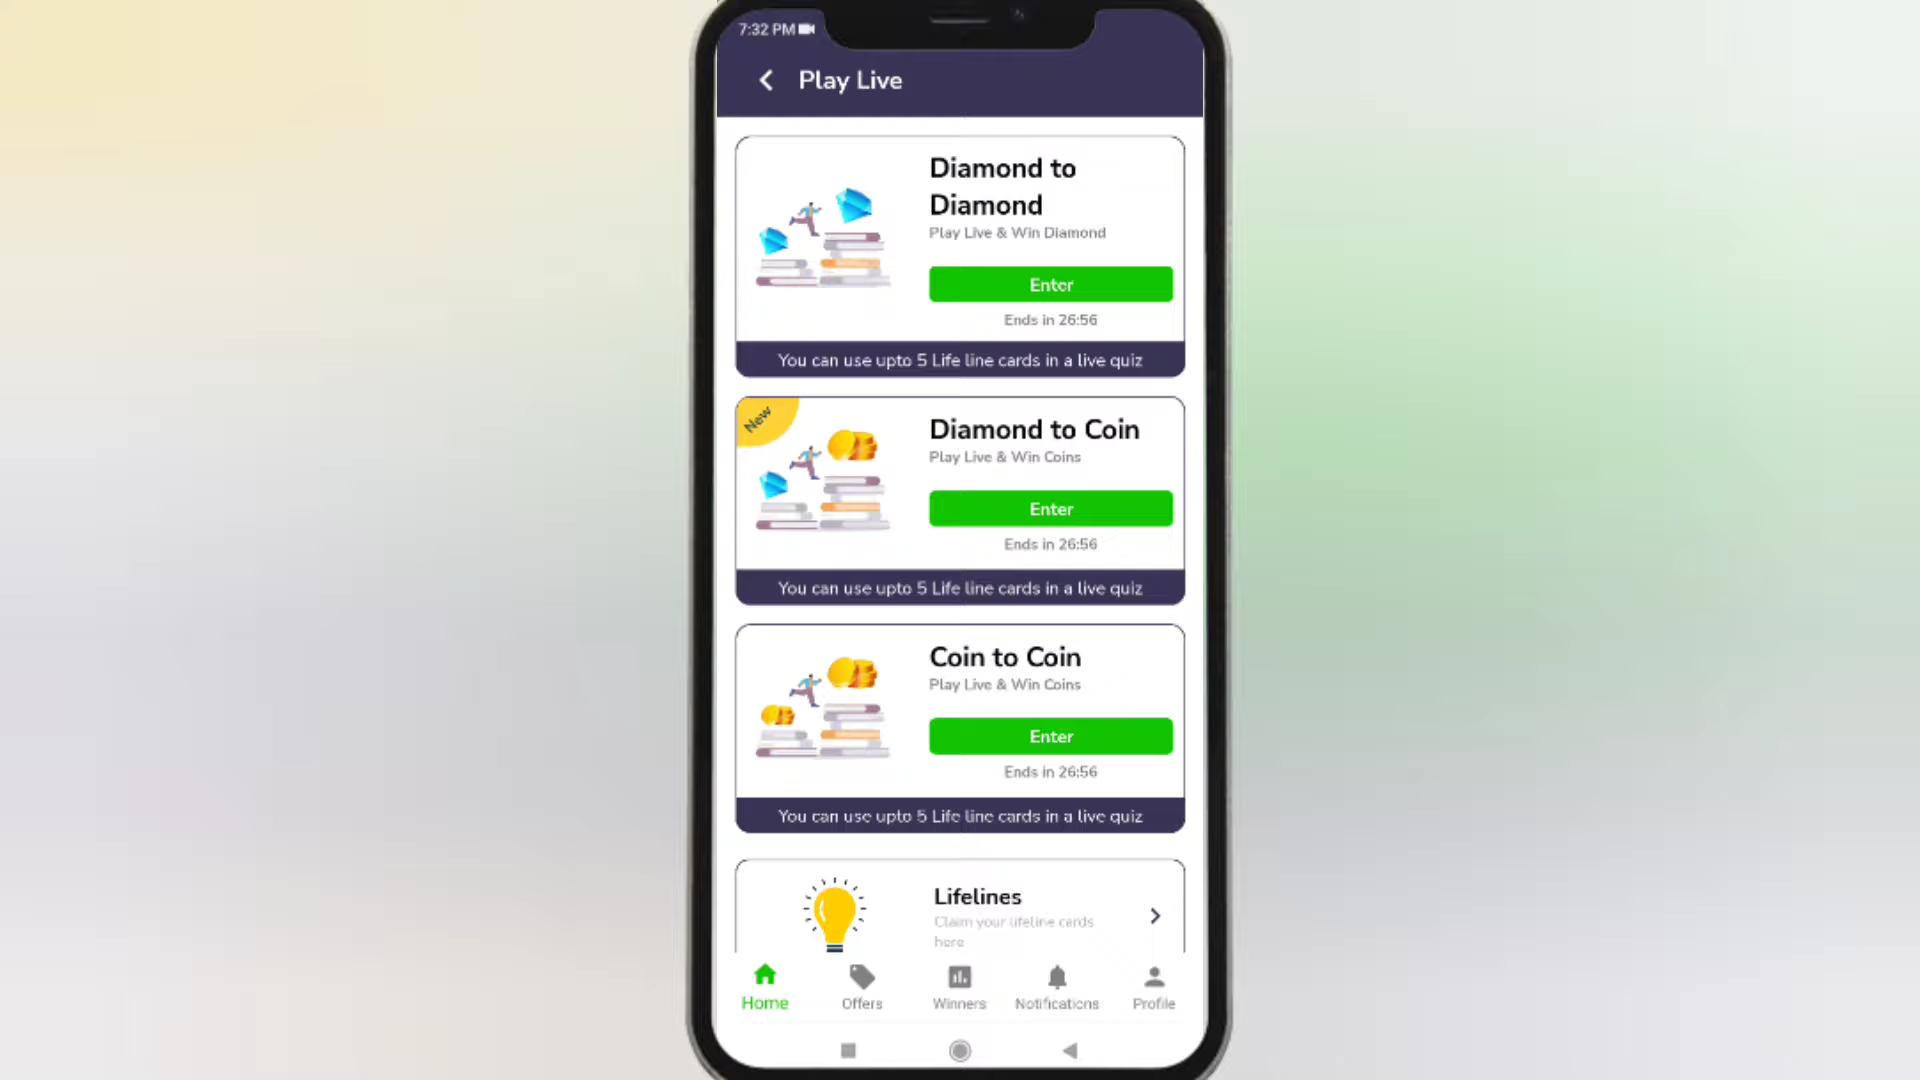 7:32 PM
Play Live
Diamond to
Diamond
Play Live & Win Diamond
Enter
Ends in 26:56
You can use upto 5 Life line cards in a live quiz
New
Diamond to Coin
Play Live & Win Coins
Enter
Ends in 26:56
You can use upto 5 Life line cards in a live quiz
Coin to Coin
Play Live & Win Coins
Enter
Ends in 26:56
You can use upto 5 Life line cards in a live quiz
Lifelines
Claim your lifeline cards
here
Home
Offers
Winners
Notifications
Profile